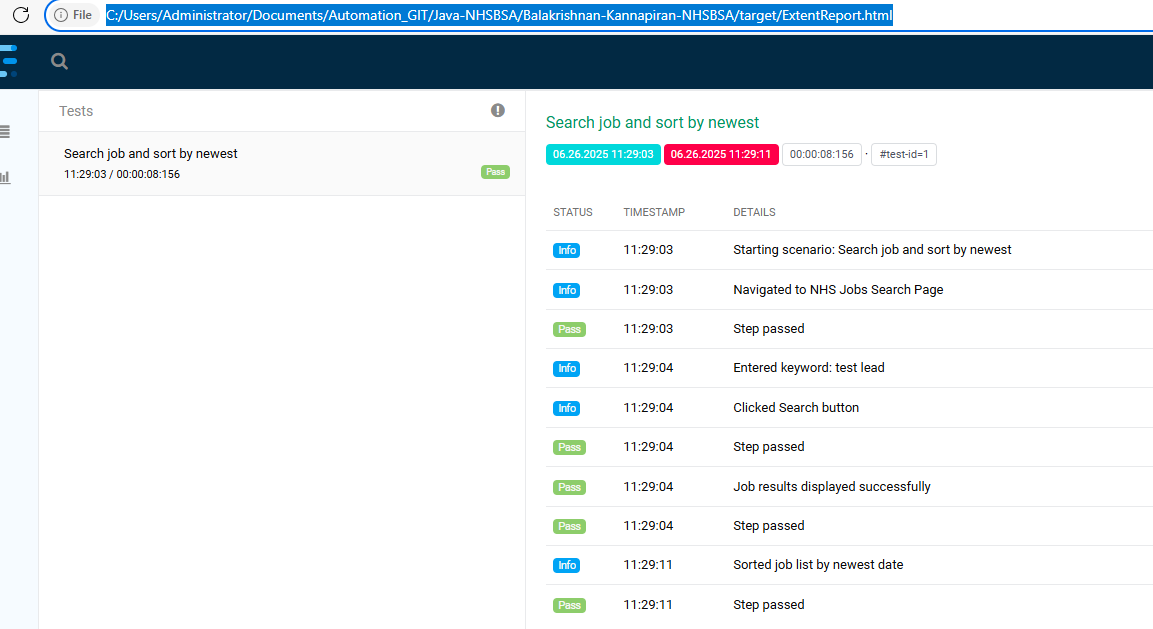 File C:/Users/Administrator/Documents/Automation_GIT/Java-NHSBSA/Balakrishnan-Kannapiran-NHSBSA/target/ExtentReport.html
Tests
Search job and sort by newest
11:29:03 / 00:00:08:156 Pass
Search job and sort by newest
06.26.2025 11:29:03 06.26.2025 11:29:11 00:00:08:156 · #test-id=1
STATUS TIMESTAMP DETAILS
Info 11:29:03 Starting scenario: Search job and sort by newest
Info 11:29:03 Navigated to NHS Jobs Search Page
Pass 11:29:03 Step passed
Info 11:29:04 Entered keyword: test lead
Info 11:29:04 Clicked Search button
Pass 11:29:04 Step passed
Pass 11:29:04 Job results displayed successfully
Pass 11:29:04 Step passed
Info 11:29:11 Sorted job list by newest date
Pass 11:29:11 Step passed